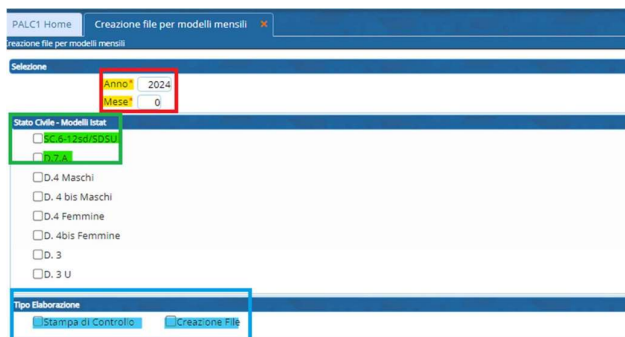 PALC1 Home Creazione file per modelli mensili ×
Creazione file per modelli mensili
Selezione
Anno* 2024
Mese* 0
Stato Civile - Modelli Istat
SC.6-12sd/SDSU
D.7.A
D.4 Maschi
D. 4 bis Maschi
D.4 Femmine
D. 4bis Femmine
D. 3
D. 3 U
Tipo Elaborazione
Stampa di Controllo Creazione File